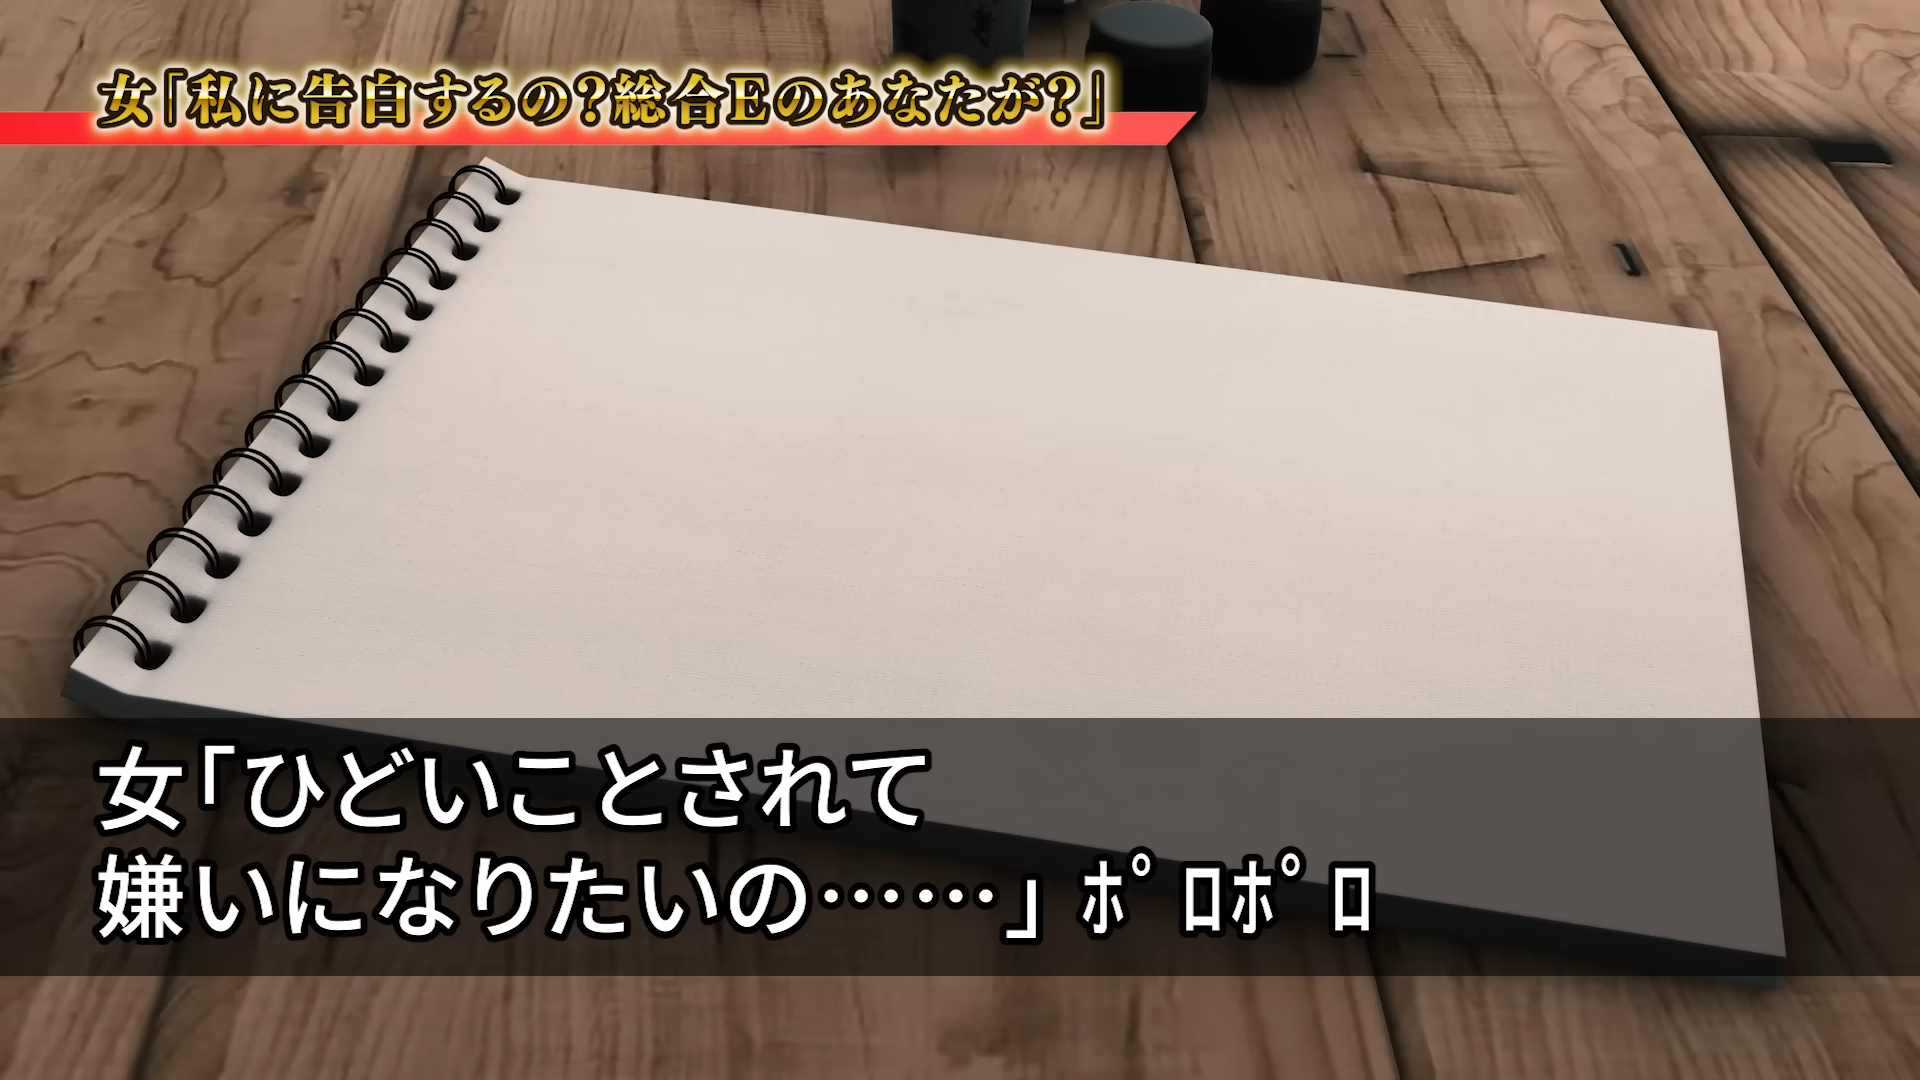 女「私に告白するの?総合Eのあなたが?」
女「ひどいことされて
嫌いになりたいの……」ﾎﾟﾛﾎﾟﾛ